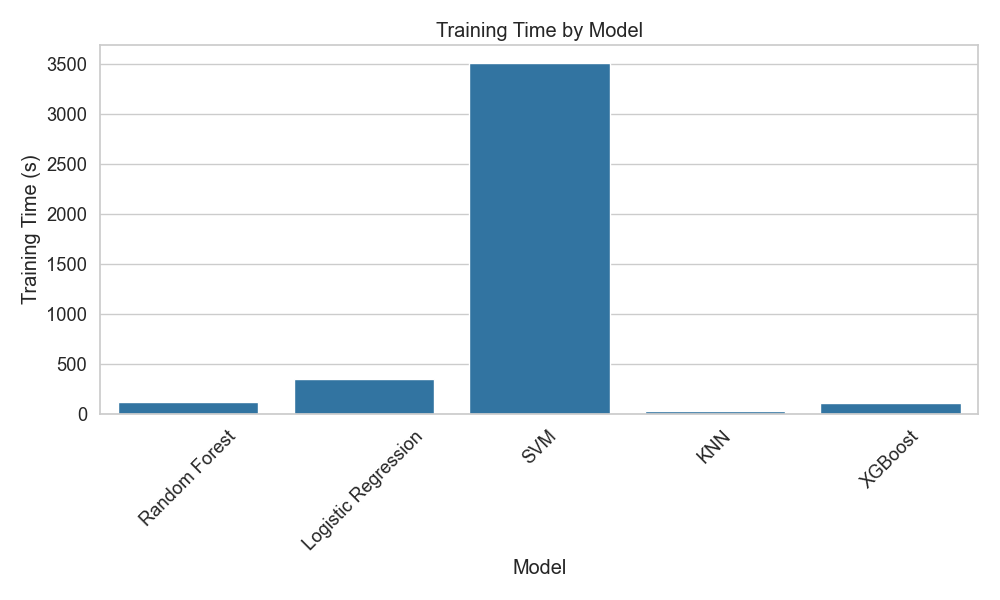 Training Time by Model
Training Time (s)
3500
3000
2500
2000
1500
1000
500
0
Random Forest
Logistic Regression
SVM
KNN
XGBoost
Model